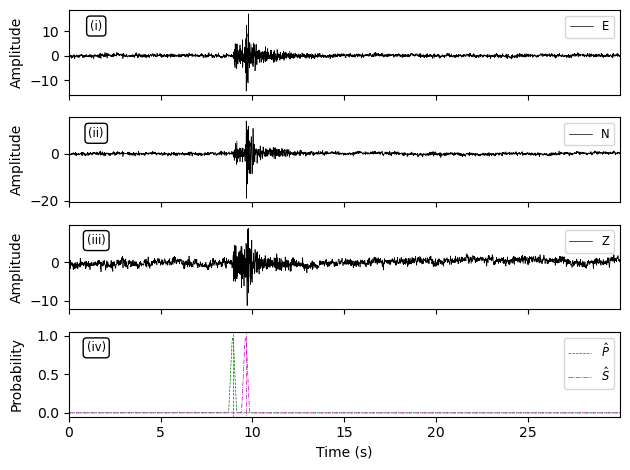 (i)
E
Amplitude
10
0
−10
(ii)
N
Amplitude
0
−20
(iii)
Z
Amplitude
0
−10
(iv)
P̂
Ŝ
Probability
1.0
0.5
0.0
0 5 10 15 20 25
Time (s)